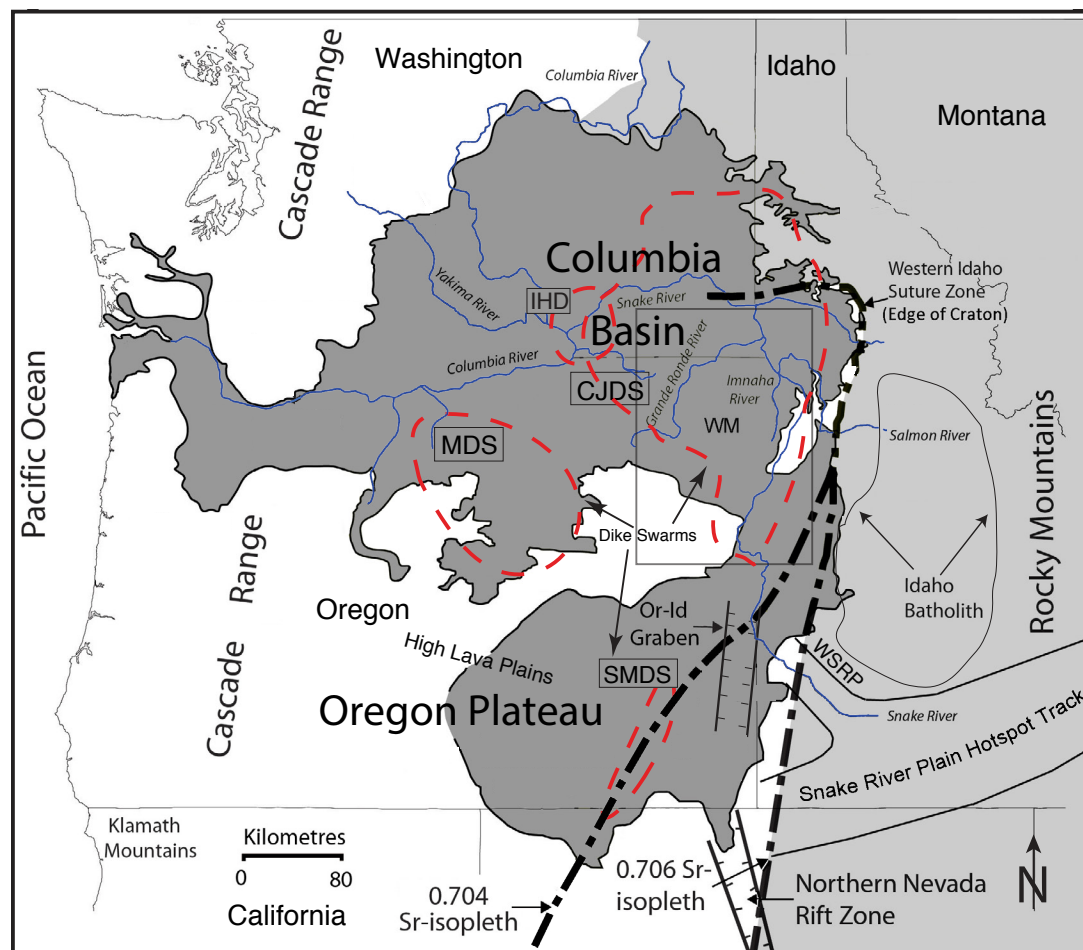 Washington
Idaho
Montana
Columbia River
Cascade Range
Columbia
Basin
Yakima River
IHD
Snake River
Western Idaho
Suture Zone
(Edge of Craton)
Columbia River
CJDS
Grande Ronde River
Imnaha
River
WM
MDS
Salmon River
Pacific Ocean
Rocky Mountains
Dike Swarms
Cascade Range
Oregon
Or-Id
Graben
Idaho
Batholith
High Lava Plains
SMDS
WSRP
Oregon Plateau
Snake River
Snake River Plain Hotspot Track
Klamath
Mountains
Kilometres
0 80
California
0.704
Sr-isopleth
0.706 Sr-
isopleth
Northern Nevada
Rift Zone
N